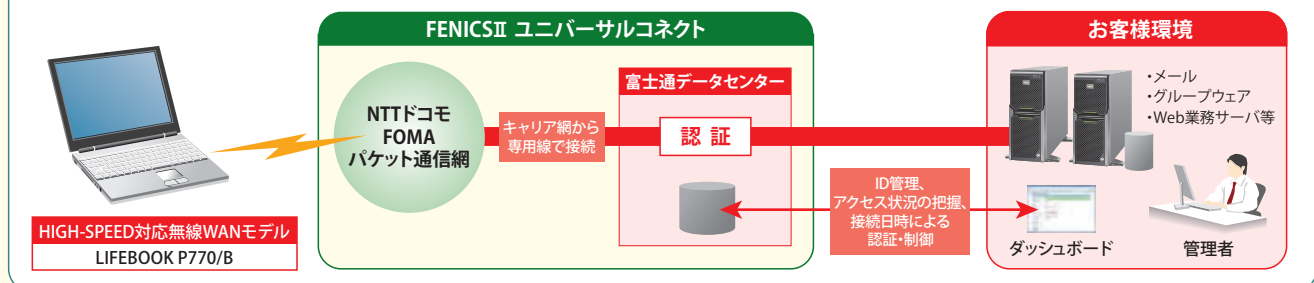 HIGH-SPEED対応無線WANモデル
LIFEBOOK P770/B
FENICSⅡ ユニバーサルコネクト
NTTドコモ
FOMA
パケット通信網
キャリア網から
専用線で接続
富士通データセンター
認 証
ID管理、
アクセス状況の把握、
接続日時による
認証・制御
お客様環境
・メール
・グループウェア
・Web業務サーバ等
ダッシュボード
管理者